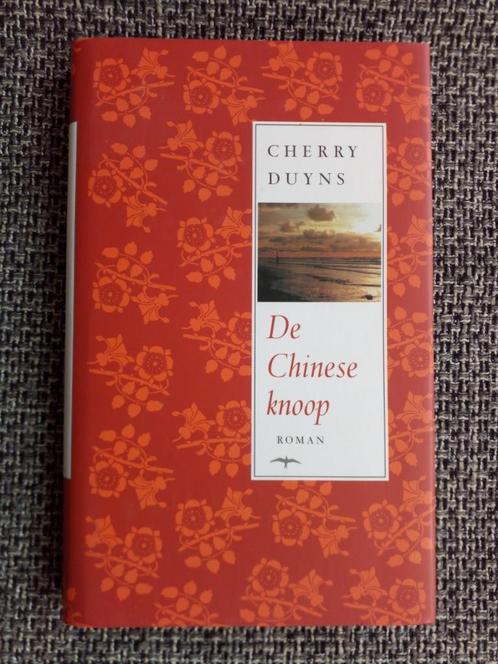 CHERRY
DUYNS
De
Chinese
knoop
ROMAN